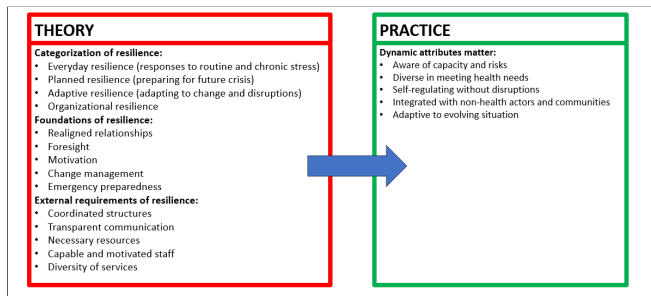 THEORY
Categorization of resilience:
• Everyday resilience (responses to routine and chronic stress)
• Planned resilience (preparing for future crisis)
• Adaptive resilience (adapting to change and disruptions)
• Organizational resilience
Foundations of resilience:
• Realigned relationships
• Foresight
• Motivation
• Change management
• Emergency preparedness
External requirements of resilience:
• Coordinated structures
• Transparent communication
• Necessary resources
• Capable and motivated staff
• Diversity of services
PRACTICE
Dynamic attributes matter:
• Aware of capacity and risks
• Diverse in meeting health needs
• Self-regulating without disruptions
• Integrated with non-health actors and communities
• Adaptive to evolving situation